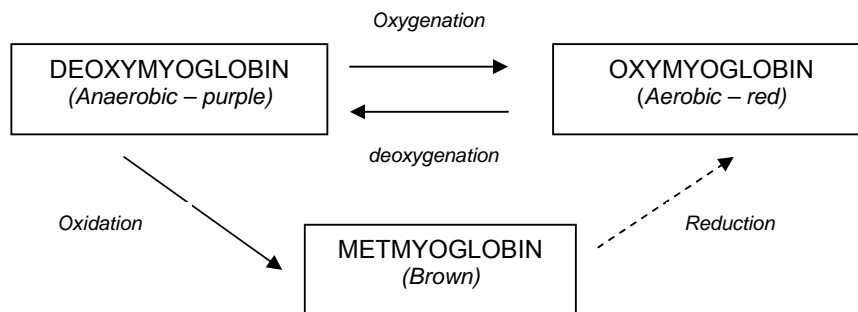 Oxygenation
DEOXYMYOGLOBIN
(Anaerobic – purple)
OXYMYOGLOBIN
(Aerobic – red)
deoxygenation
Oxidation
Reduction
METMYOGLOBIN
(Brown)